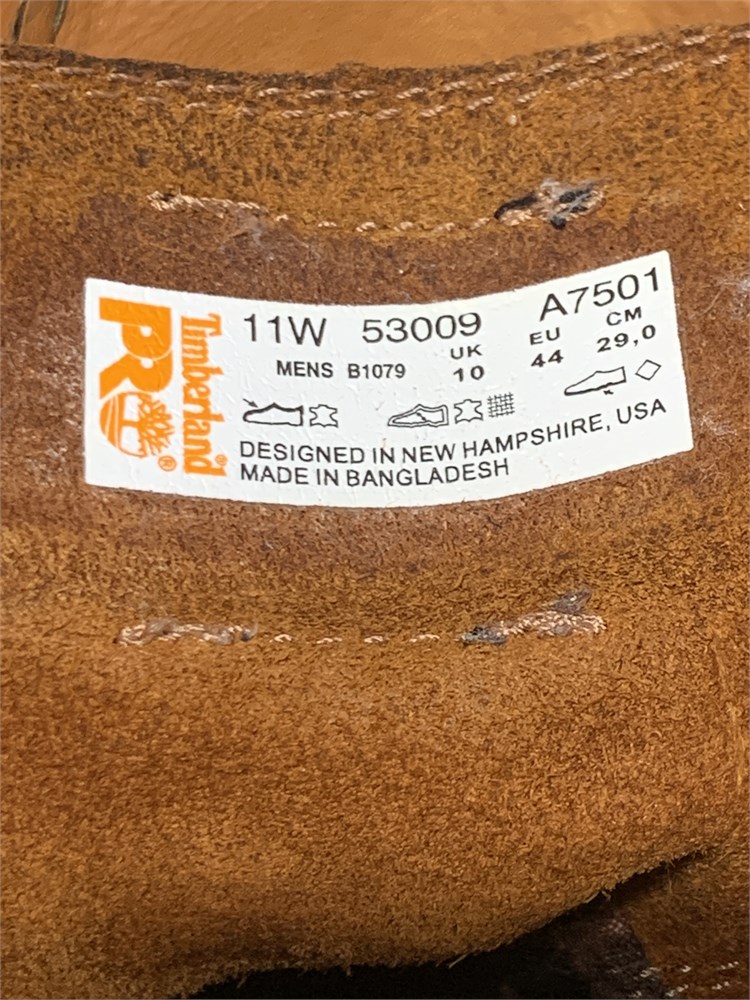 PRO
Timberland®
®
11W 53009 A7501
MENS B1079 UK 10 EU 44 CM 29,0
DESIGNED IN NEW HAMPSHIRE, USA
MADE IN BANGLADESH